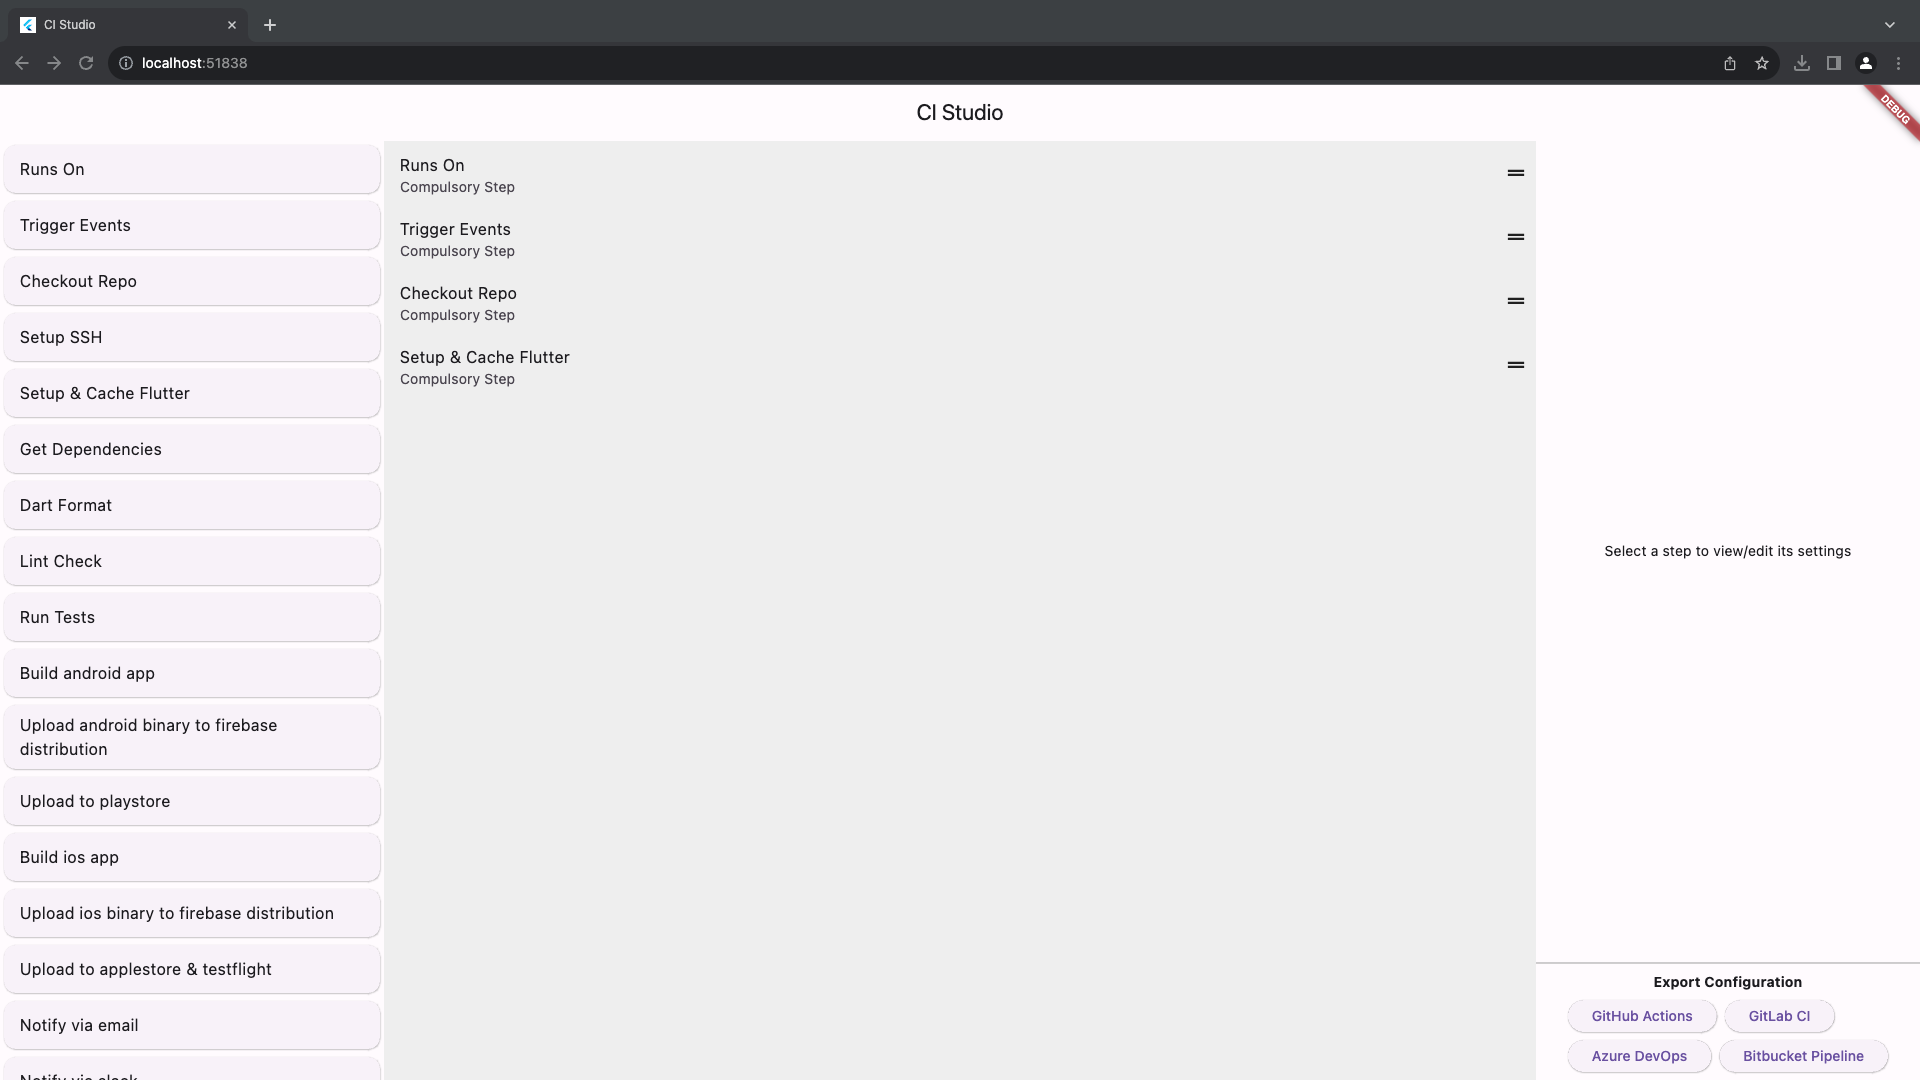 CI Studio
localhost:51838
CI Studio
DEBUG
Runs On
Trigger Events
Checkout Repo
Setup SSH
Setup & Cache Flutter
Get Dependencies
Dart Format
Lint Check
Run Tests
Build android app
Upload android binary to firebase
distribution
Upload to playstore
Build ios app
Upload ios binary to firebase distribution
Upload to applestore & testflight
Notify via email
Notify via slack
Runs On
Compulsory Step
Trigger Events
Compulsory Step
Checkout Repo
Compulsory Step
Setup & Cache Flutter
Compulsory Step
Select a step to view/edit its settings
Export Configuration
GitHub Actions
GitLab CI
Azure DevOps
Bitbucket Pipeline